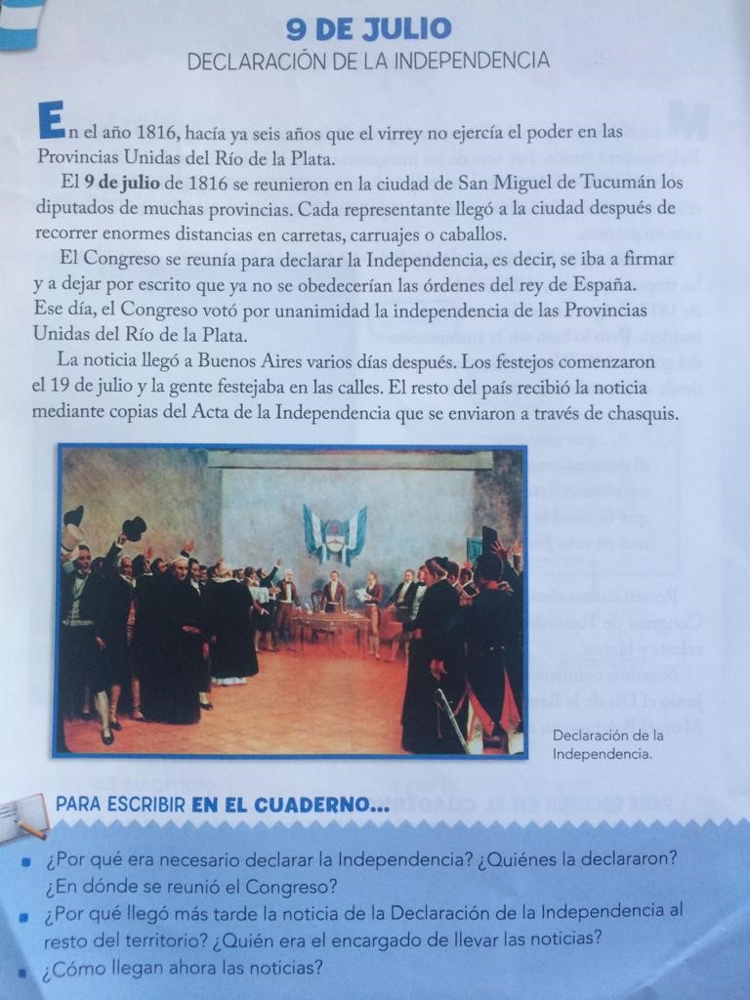 9 DE JULIO
DECLARACIÓN DE LA INDEPENDENCIA
En el año 1816, hacía ya seis años que el virrey no ejercía el poder en las
Provincias Unidas del Río de la Plata.
El 9 de julio de 1816 se reunieron en la ciudad de San Miguel de Tucumán los
diputados de muchas provincias. Cada representante llegó a la ciudad después de
recorrer enormes distancias en carretas, carruajes o caballos.
El Congreso se reunía para declarar la Independencia, es decir, se iba a firmar
y a dejar por escrito que ya no se obedecerían las órdenes del rey de España.
Ese día, el Congreso votó por unanimidad la independencia de las Provincias
Unidas del Río de la Plata.
La noticia llegó a Buenos Aires varios días después. Los festejos comenzaron
el 19 de julio y la gente festejaba en las calles. El resto del país recibió la noticia
mediante copias del Acta de la Independencia que se enviaron a través de chasquis.
Declaración de la
Independencia.
PARA ESCRIBIR EN EL CUADERNO...
¿Por qué era necesario declarar la Independencia? ¿Quiénes la declararon?
¿En dónde se reunió el Congreso?
¿Por qué llegó más tarde la noticia de la Declaración de la Independencia al
resto del territorio? ¿Quién era el encargado de llevar las noticias?
¿Cómo llegan ahora las noticias?